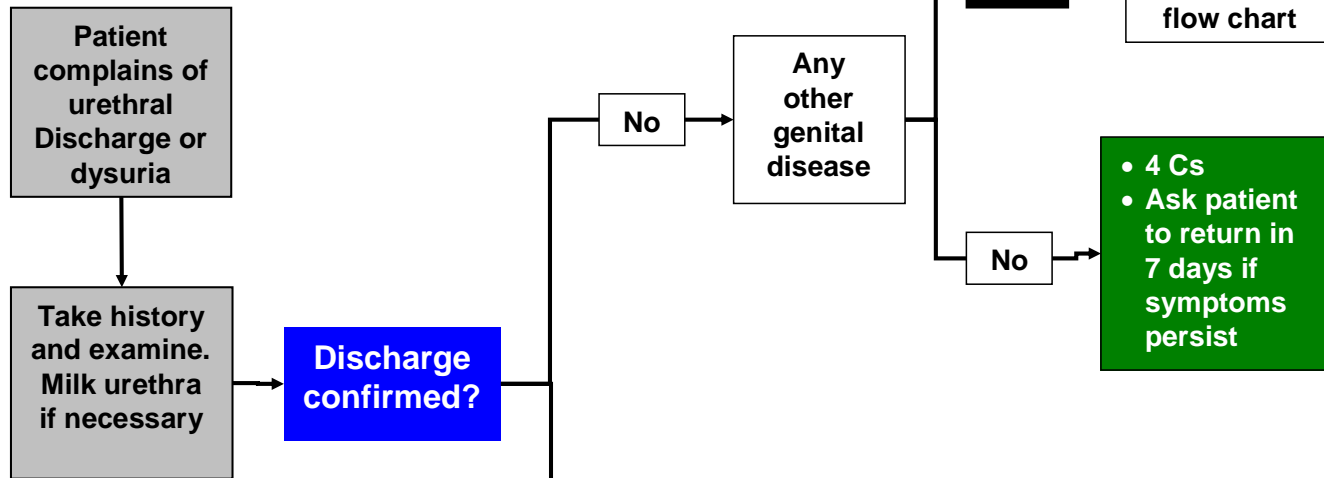 Patient
complains of
urethral
Discharge or
dysuria
Take history
and examine.
Milk urethra
if necessary
Discharge
confirmed?
No
Any
other
genital
disease
flow chart
No
• 4 Cs
• Ask patient
to return in
7 days if
symptoms
persist